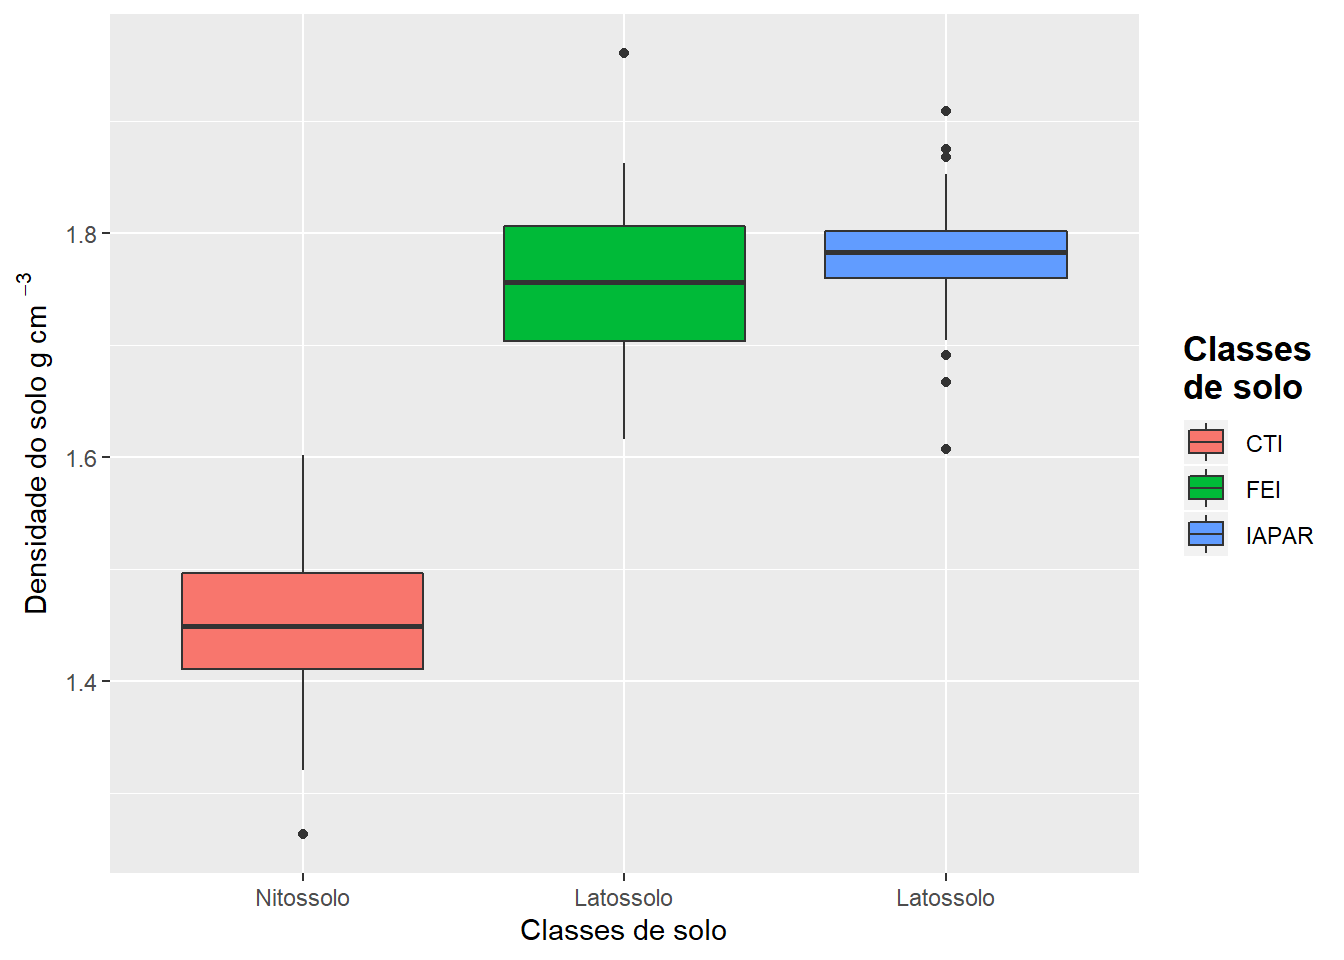 Densidade do solo g cm −3
1.8
1.6
1.4
Nitossolo Latossolo Latossolo
Classes de solo
Classes
de solo
CTI
FEI
IAPAR